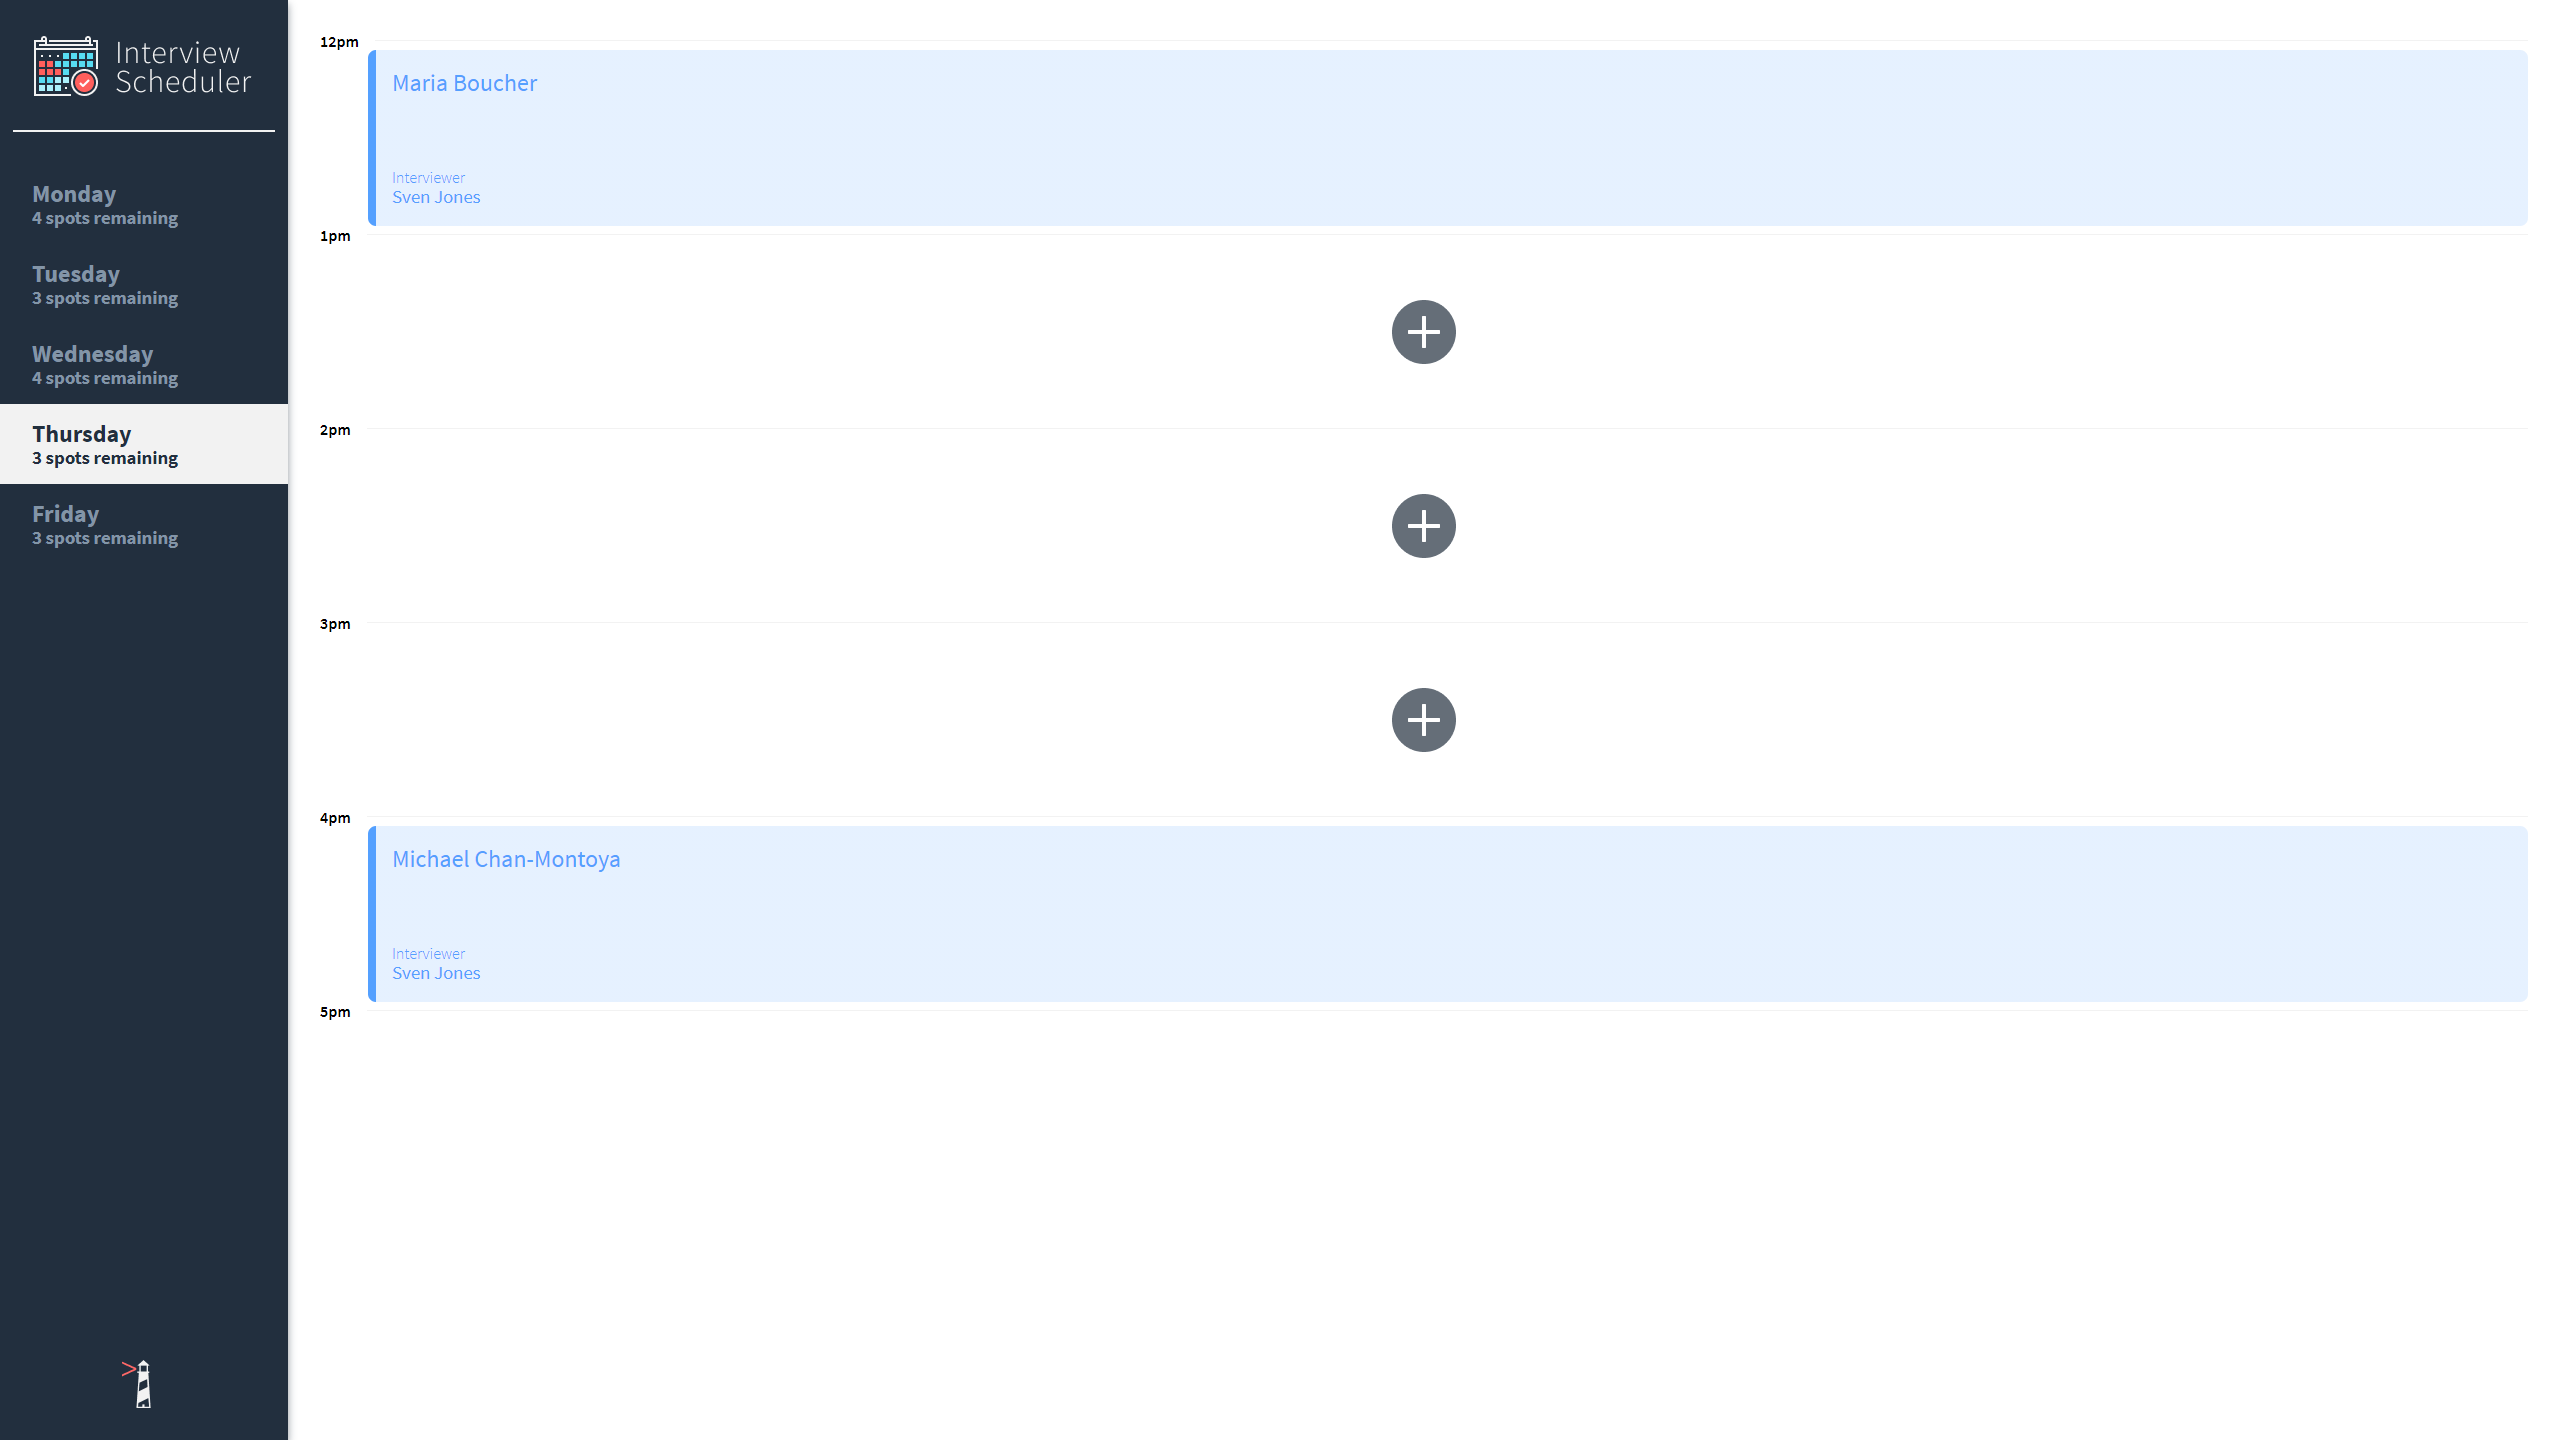 Interview
Scheduler
Monday
4 spots remaining
Tuesday
3 spots remaining
Wednesday
4 spots remaining
Thursday
3 spots remaining
Friday
3 spots remaining
12pm
Maria Boucher
Interviewer
Sven Jones
1pm
2pm
3pm
4pm
Michael Chan-Montoya
Interviewer
Sven Jones
5pm